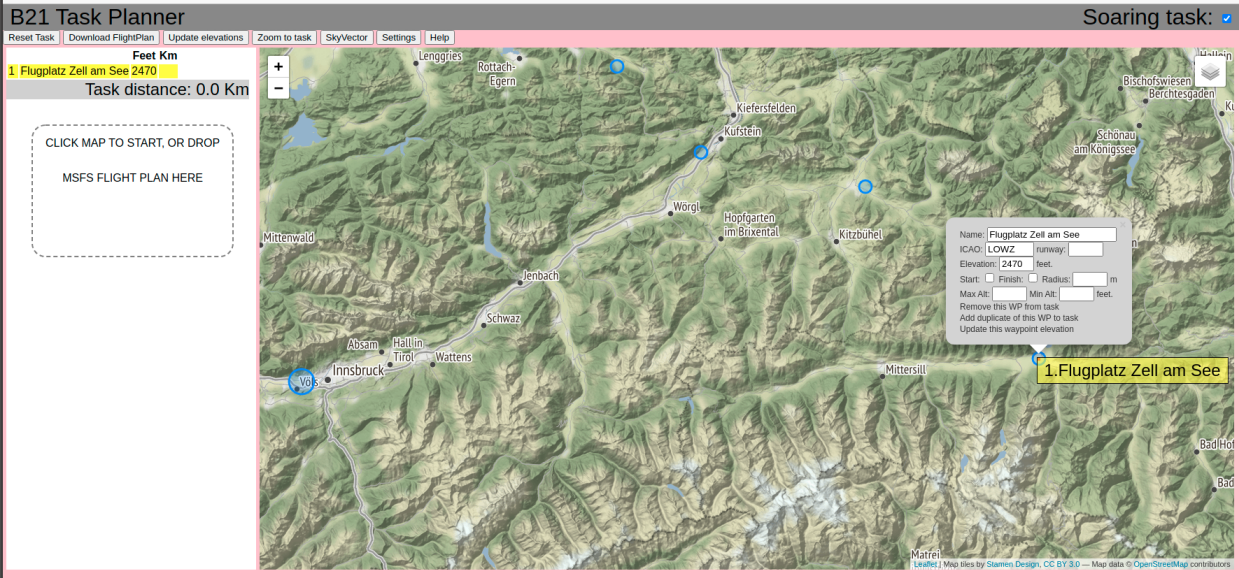 B21 Task Planner
Soaring task:
Reset Task Download FlightPlan Update elevations Zoom to task SkyVector Settings Help
Feet Km
1 Flugplatz Zell am See 2470
Task distance: 0.0 Km
CLICK MAP TO START, OR DROP
MSFS FLIGHT PLAN HERE
+
−
Lenggries
Rottach-
Egern
Kiefersfelden
Kufstein
Bischofswiesen
Berchtesgaden
Schönau
am Königssee
Wörgl
Hopfgarten
im Brixental
Kitzbühel
Mittenwald
Jenbach
Schwaz
Absam
Hall in
Tirol
Wattens
Innsbruck
Völs
Mittersill
Name: Flugplatz Zell am See
ICAO: LOWZ runway:
Elevation: 2470 feet.
Start: Finish: Radius: m
Max Alt: Min Alt: feet.
Remove this WP from task
Add duplicate of this WP to task
Update this waypoint elevation
1.Flugplatz Zell am See
Bad Hof
Bad
Matrei
Leaflet | Map tiles by Stamen Design, CC BY 3.0 — Map data © OpenStreetMap contributors